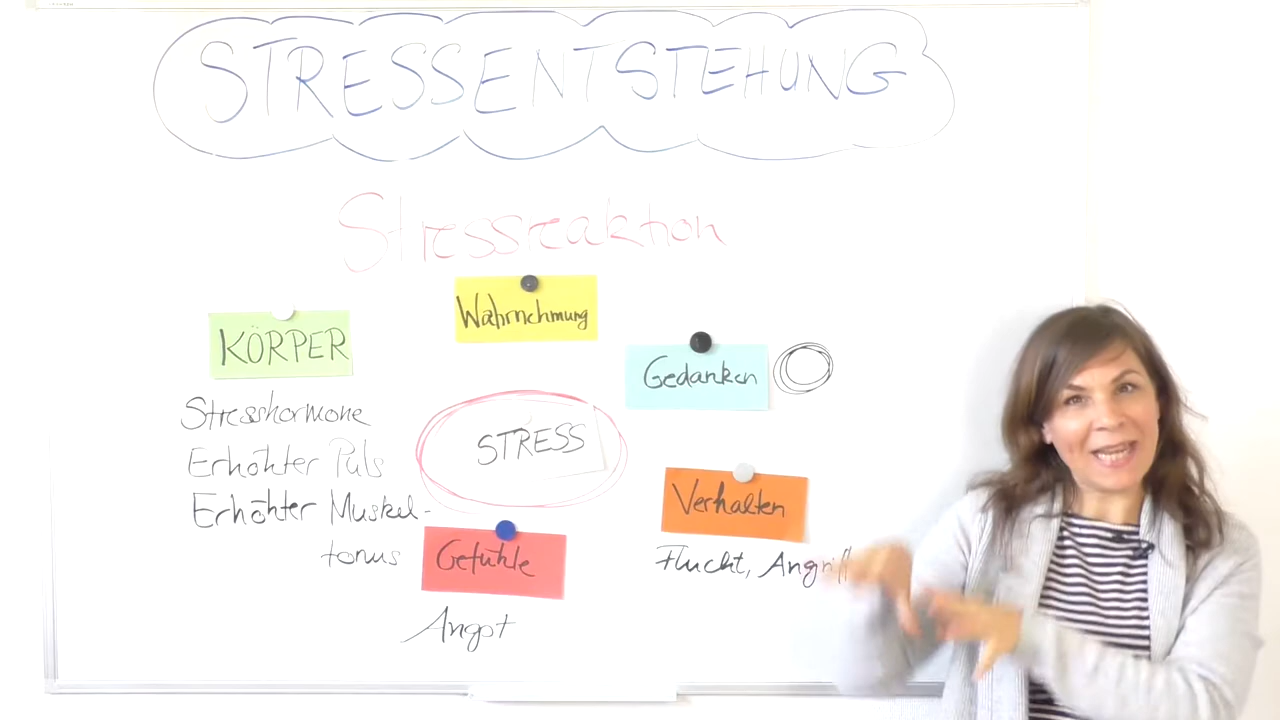 STRESSENTSTEHUNG
Stressreaktion
Wahrnehmung
KÖRPER
Gedanken
Stresshormone
STRESS
Erhöhter Puls
Verhalten
Erhöhter Muskel-
tonus
Gefühle
Flucht, Angriff
Angst